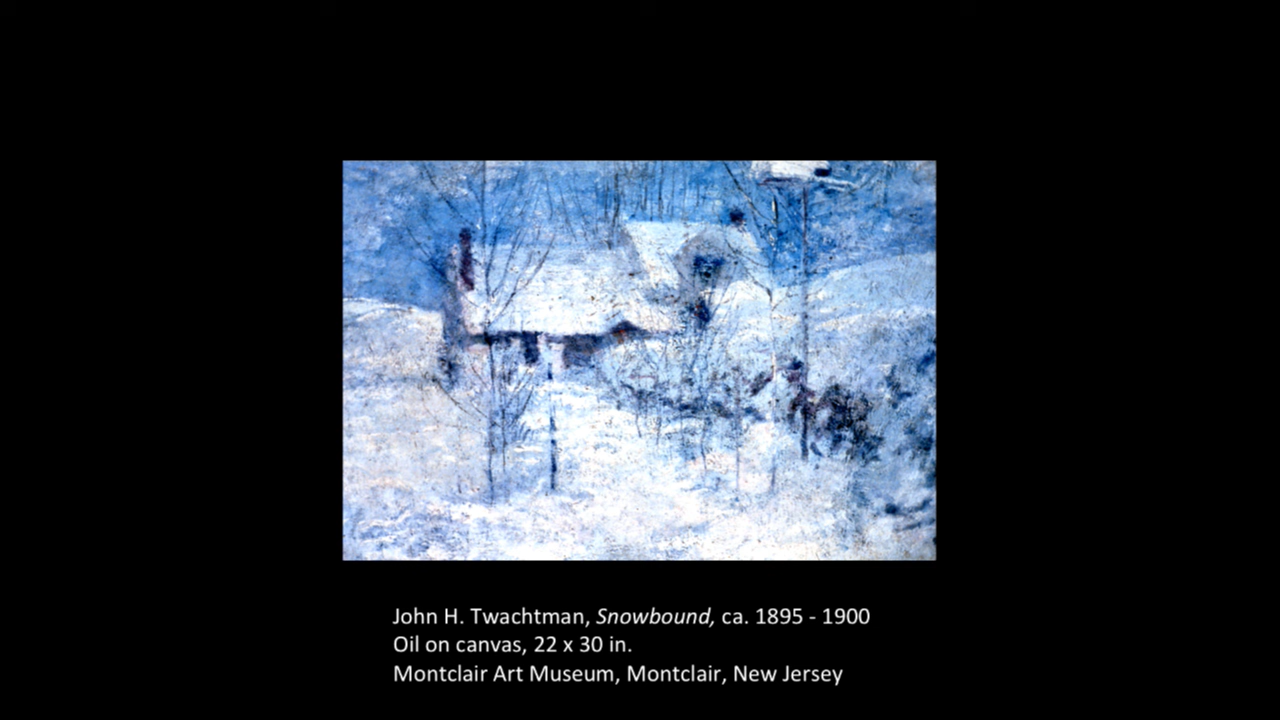 John H. Twachtman, Snowbound, ca. 1895 - 1900
Oil on canvas, 22 x 30 in.
Montclair Art Museum, Montclair, New Jersey